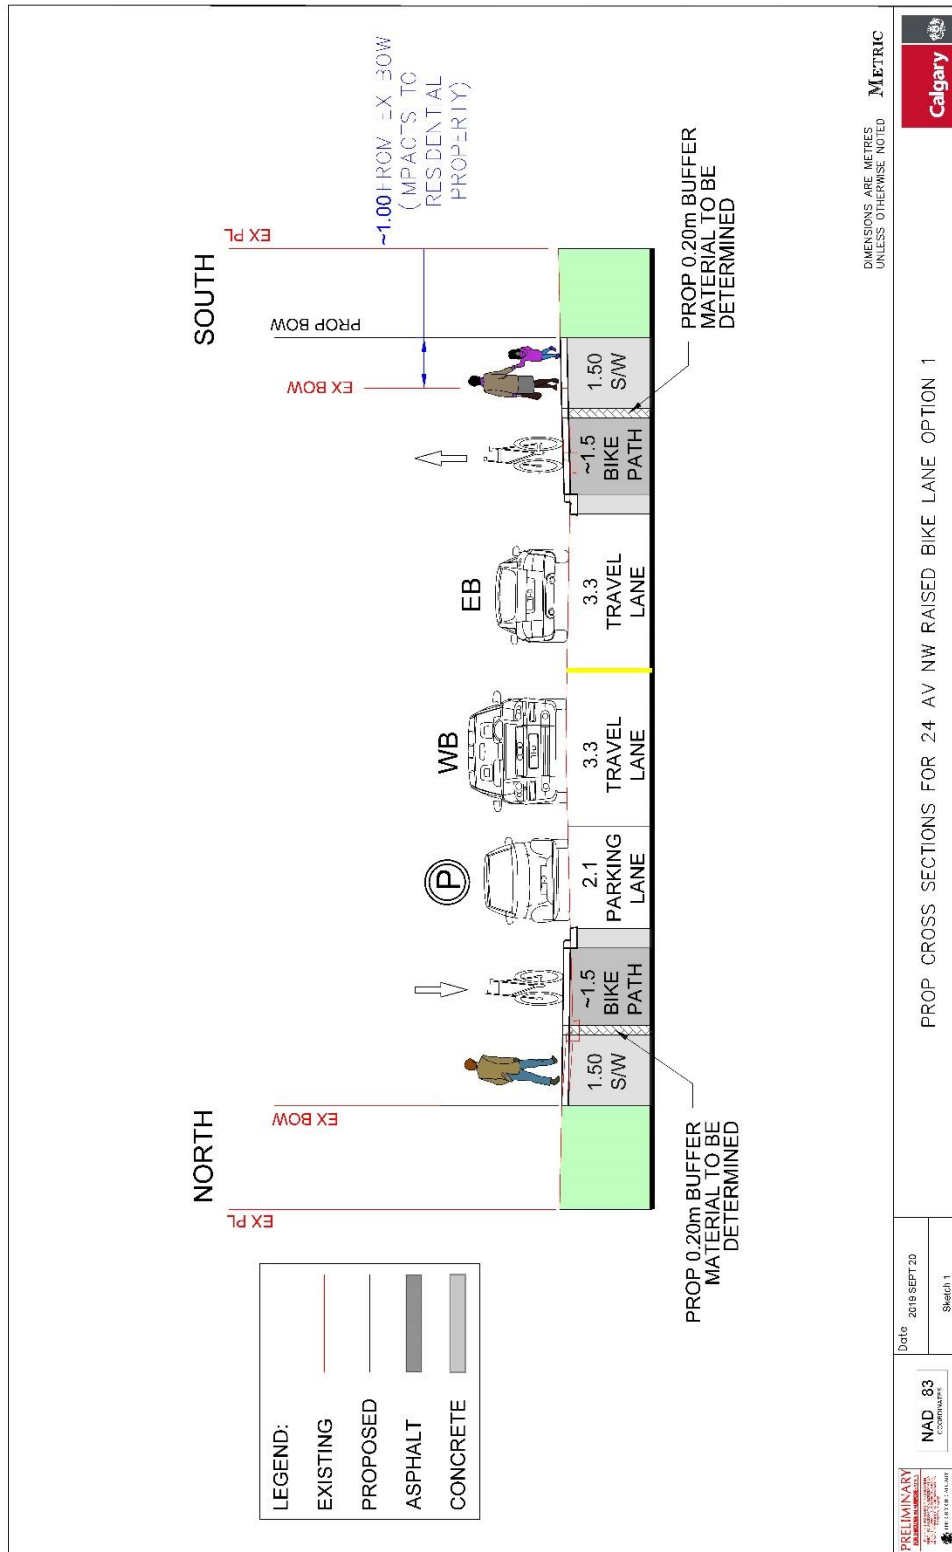 NORTH
SOUTH
EX PL
EX BOW
P
WB
EB
EX BOW
PROP BOW
EX PL
~1.00 FROM EX BOW
(IMPACTS TO
RESIDENTIAL
PROPERTY)
1.50
S/W
~1.5
BIKE
PATH
2.1
PARKING
LANE
3.3
TRAVEL
LANE
3.3
TRAVEL
LANE
~1.5
BIKE
PATH
1.50
S/W
PROP 0.20m BUFFER
MATERIAL TO BE
DETERMINED
PROP 0.20m BUFFER
MATERIAL TO BE
DETERMINED
LEGEND:
EXISTING
PROPOSED
ASPHALT
CONCRETE
DIMENSIONS ARE METRES
UNLESS OTHERWISE NOTED
METRIC
PRELIMINARY
NAD 83
COORDINATES
Date
2019 SEPT 20
Sketch 1
PROP CROSS SECTIONS FOR 24 AV NW RAISED BIKE LANE OPTION 1
Calgary